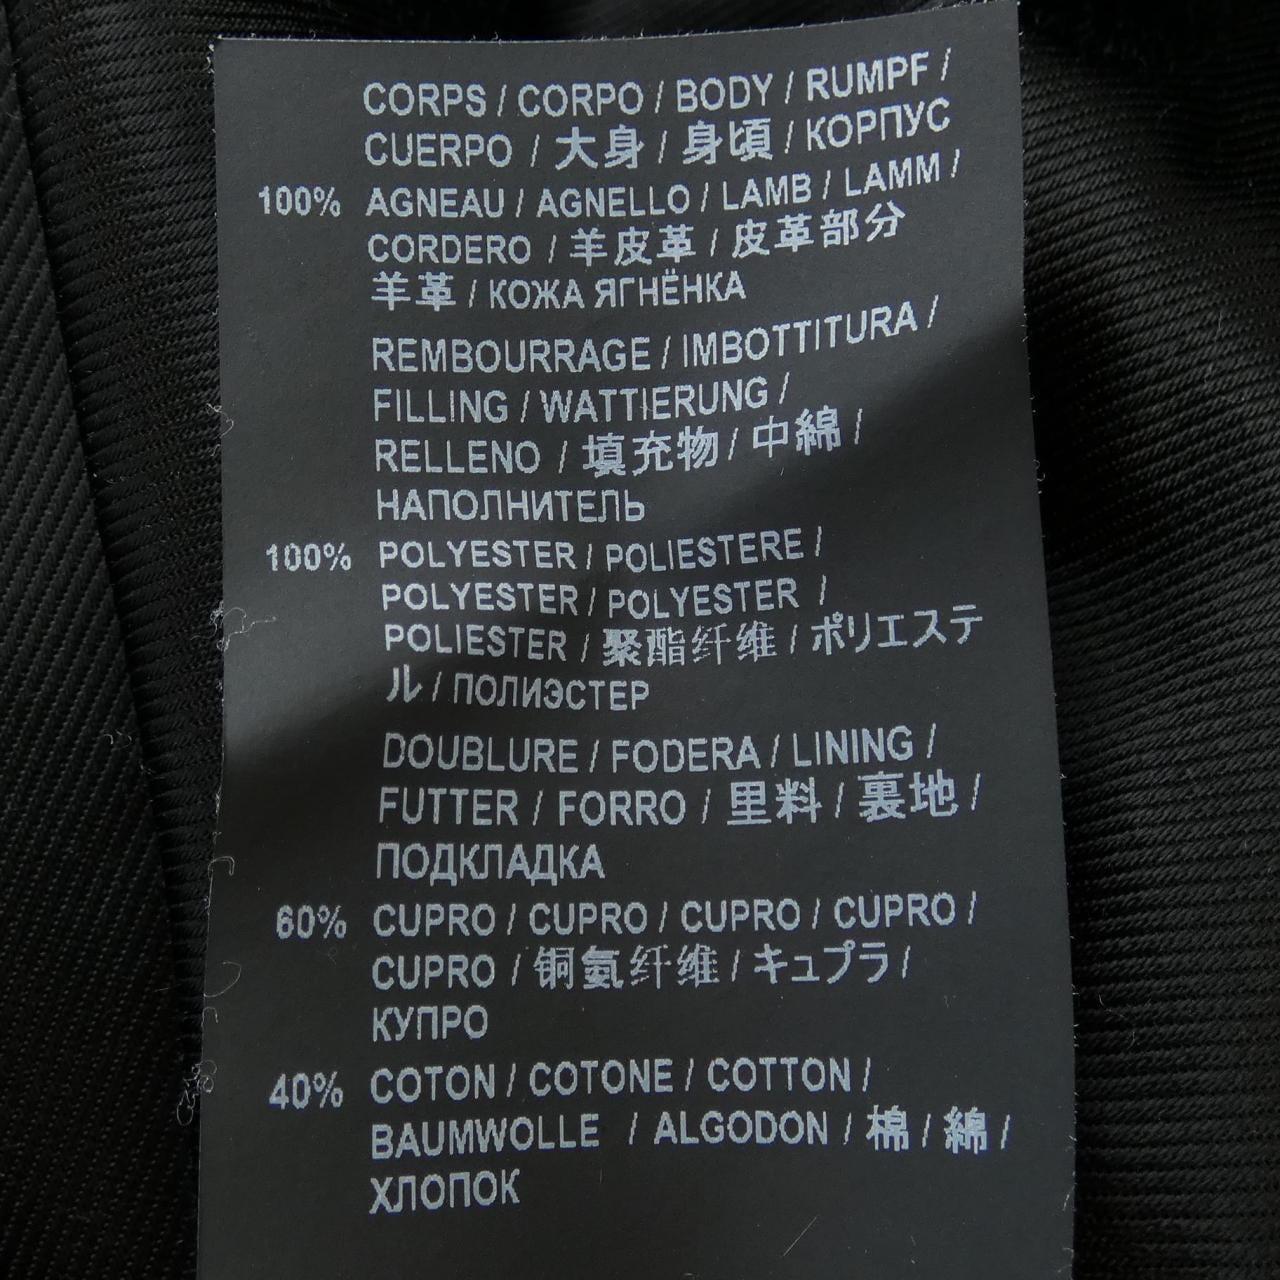 CORPS / CORPO / BODY / RUMPF /
CUERPO / 大身 / 身頃 / КОРПУС
100% AGNEAU / AGNELLO / LAMB / LAMM /
CORDERO / 羊皮革 / 皮革部分
羊革 / КОЖА ЯГНЁНКА
REMBOURRAGE / IMBOTTITURA /
FILLING / WATTIERUNG /
RELLENO / 填充物 / 中綿 /
НАПОЛНИТЕЛЬ
100% POLYESTER / POLIESTERE /
POLYESTER / POLYESTER /
POLIESTER / 聚酯纤维 / ポリエステ
ル / ПОЛИЭСТЕР
DOUBLURE / FODERA / LINING /
FUTTER / FORRO / 里料 / 裏地 /
ПОДКЛАДКА
60% CUPRO / CUPRO / CUPRO / CUPRO /
CUPRO / 铜氨纤维 / キュプラ /
КУПРО
40% COTON / COTONE / COTTON /
BAUMWOLLE / ALGODON / 棉 / 綿 /
ХЛОПОК